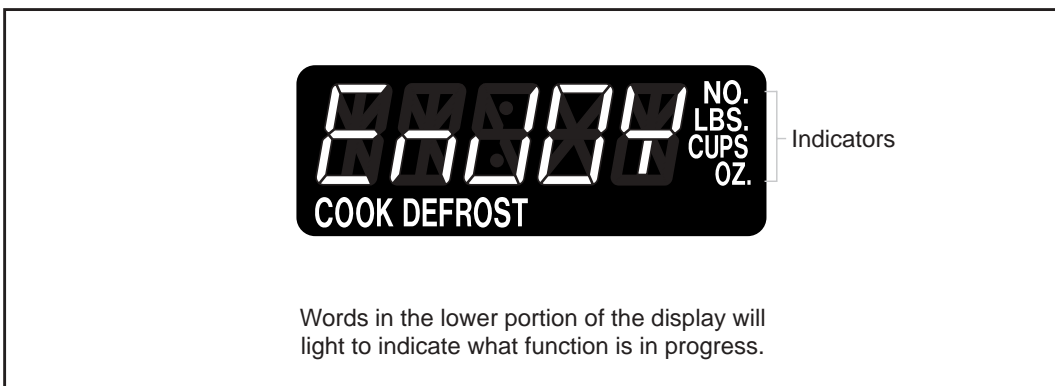 EnJOY
NO.
LBS.
CUPS
OZ.
Indicators
COOK DEFROST
Words in the lower portion of the display will
light to indicate what function is in progress.